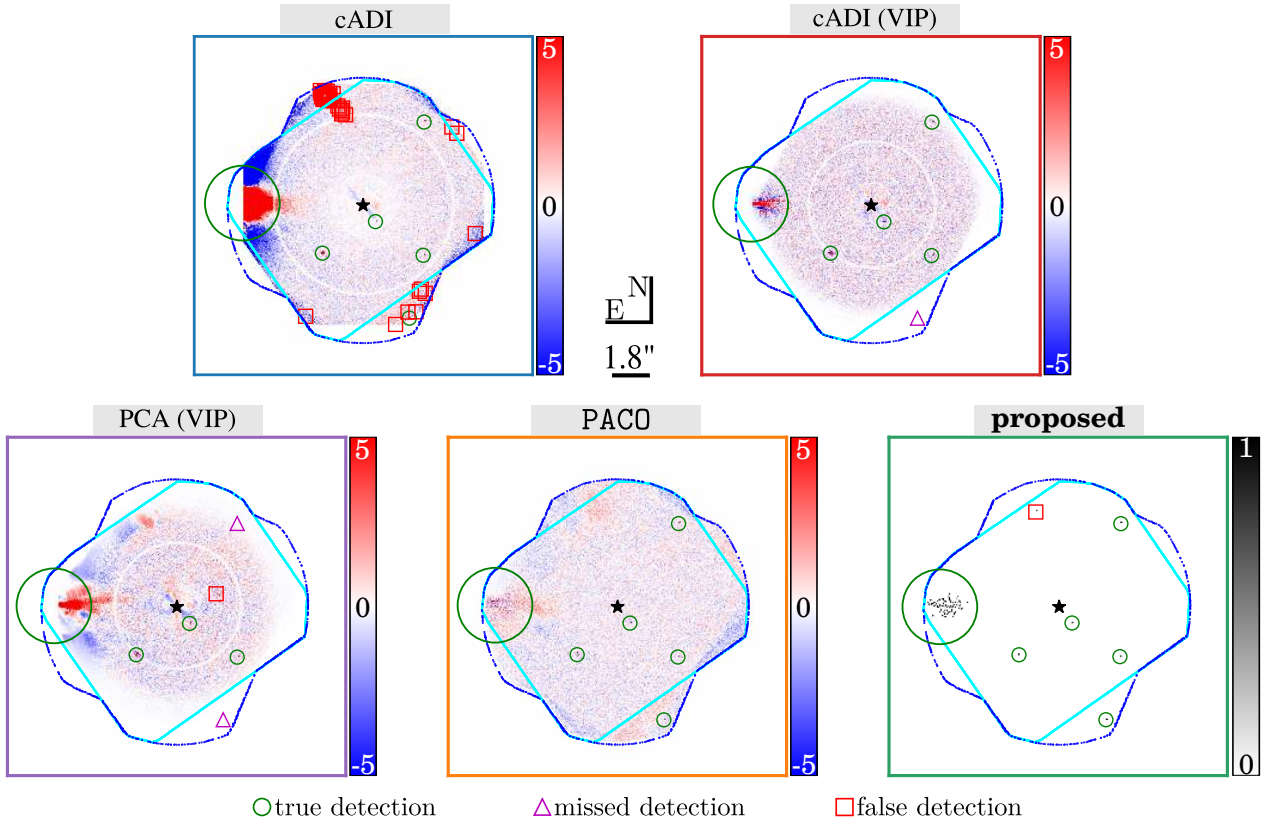 cADI
cADI (VIP)
5
0
-5
5
0
-5
N
E
1.8"
PCA (VIP)
PACO
proposed
5
0
-5
5
0
-5
1
0
true detection
missed detection
false detection